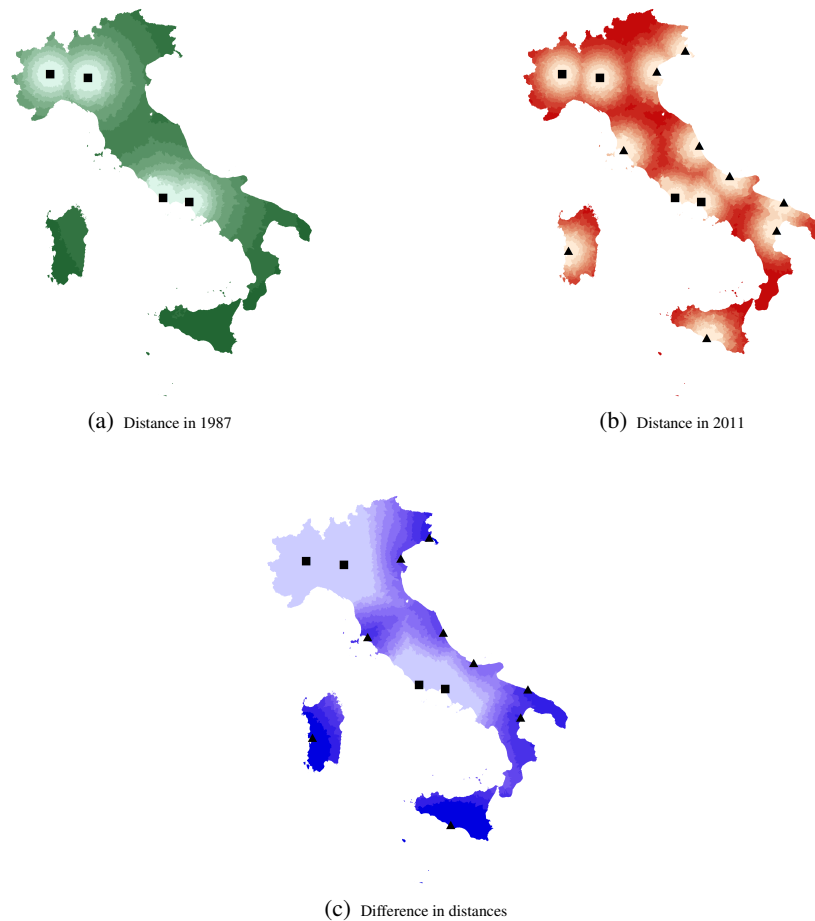 (a) Distance in 1987
(b) Distance in 2011
(c) Difference in distances